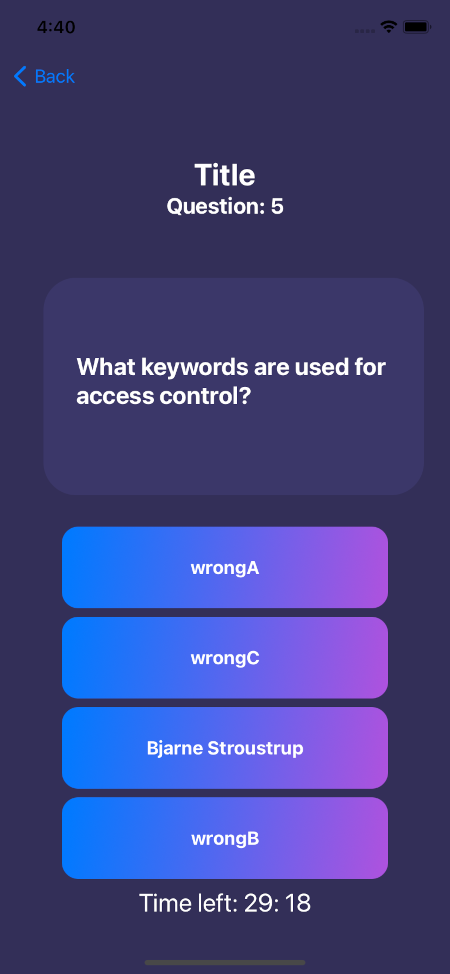 4:40
Back
Title
Question: 5
What keywords are used for
access control?
wrongA
wrongC
Bjarne Stroustrup
wrongB
Time left: 29: 18